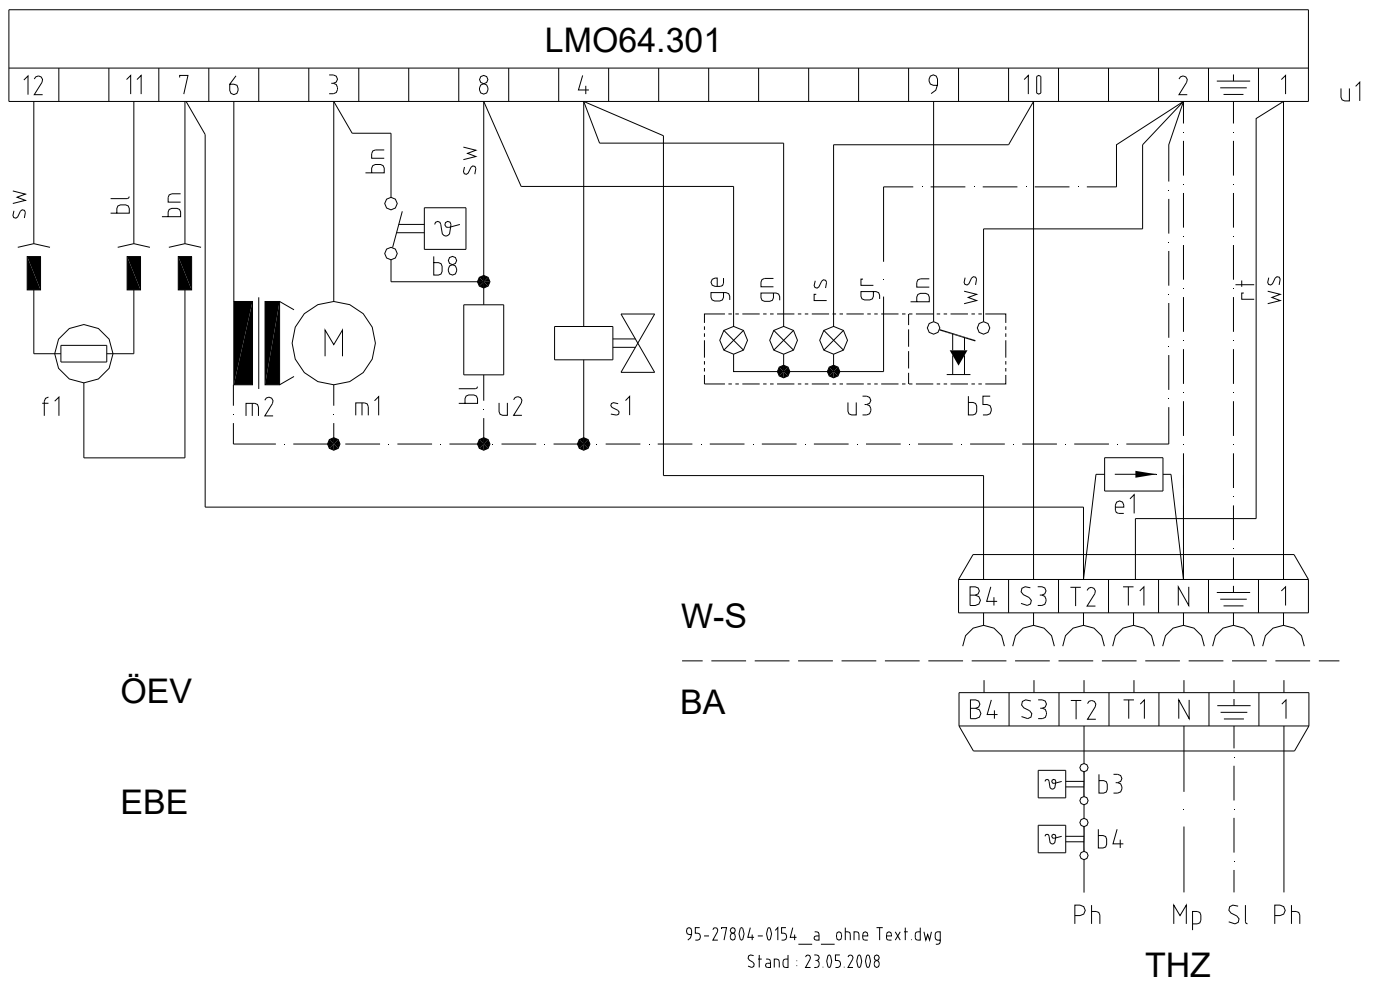 LMO64.301
12 11 7 6 3 8 4 9 10 2 1
u1
sw bl bn bn sw
ge gn rs gr bn ws rt ws
b8
M
f1 m2 m1 bl u2 s1 u3 b5
e1
B4 S3 T2 T1 N 1
W-S
ÖEV
BA
B4 S3 T2 T1 N 1
b3
EBE
b4
Ph Mp Sl Ph
95-27804-0154_a_ohne Text.dwg
Stand : 23.05.2008
THZ